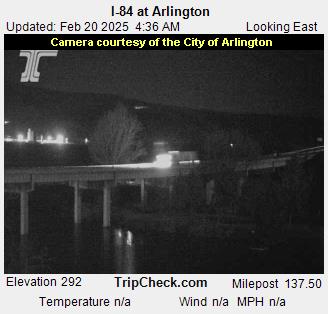 I-84 at Arlington
Updated: Feb 20 2025 4:36 AM Looking East
Camera courtesy of the City of Arlington
Elevation 292 TripCheck.com Milepost 137.50
Temperature n/a Wind n/a MPH n/a